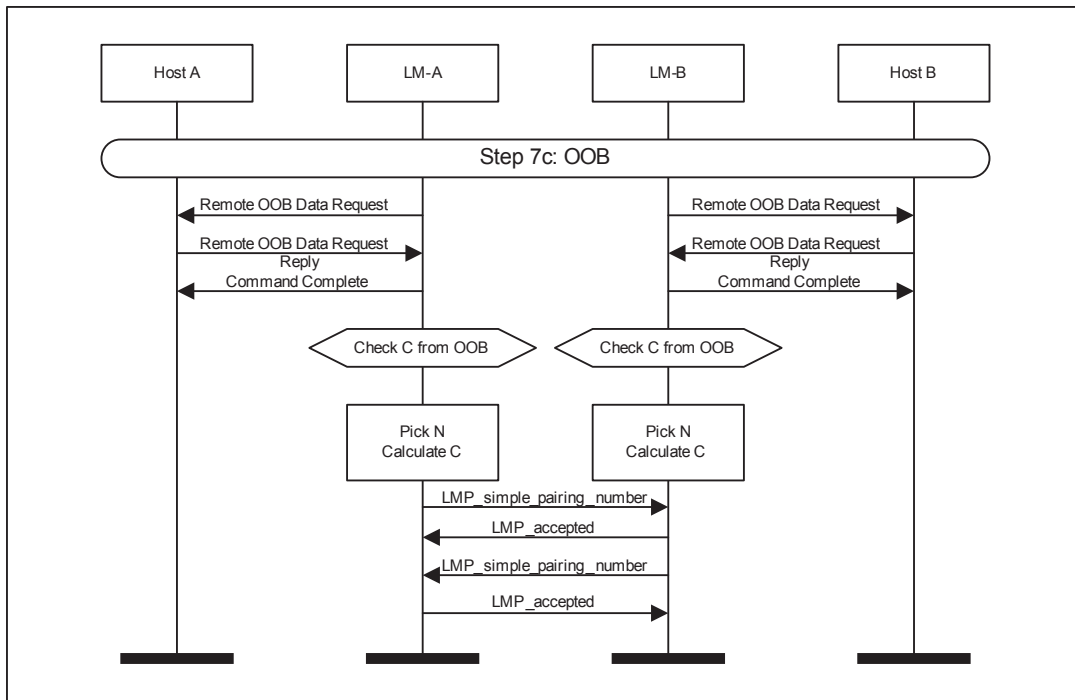 Host A
LM-A
LM-B
Host B
Step 7c: OOB
Remote OOB Data Request
Remote OOB Data Request
Remote OOB Data Request
Reply
Remote OOB Data Request
Reply
Command Complete
Command Complete
Check C from OOB
Check C from OOB
Pick N
Calculate C
Pick N
Calculate C
LMP_simple_pairing_number
LMP_accepted
LMP_simple_pairing_number
LMP_accepted